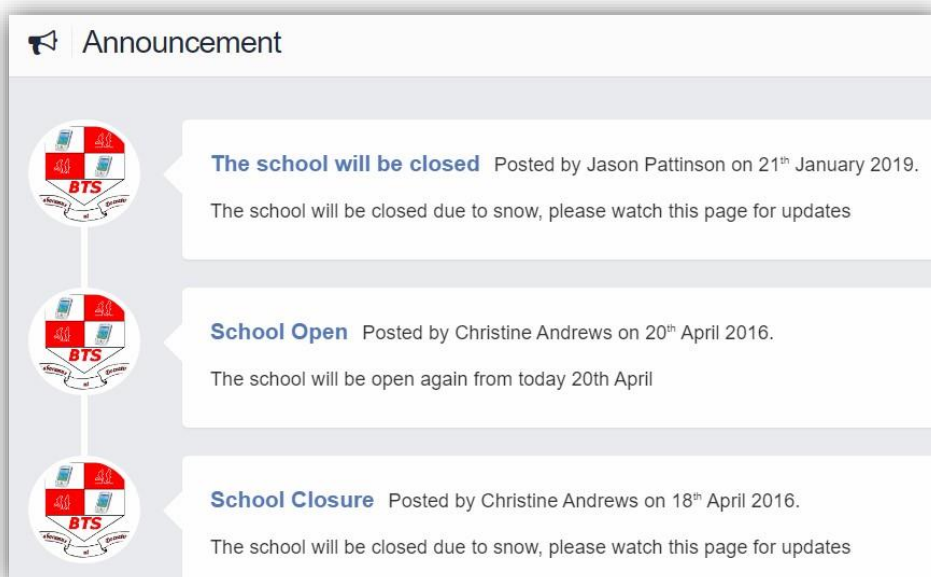 Announcement
The school will be closed Posted by Jason Pattinson on 21th January 2019.
The school will be closed due to snow, please watch this page for updates
BTS
School Open Posted by Christine Andrews on 20th April 2016.
The school will be open again from today 20th April
BTS
School Closure Posted by Christine Andrews on 18th April 2016.
The school will be closed due to snow, please watch this page for updates
BTS